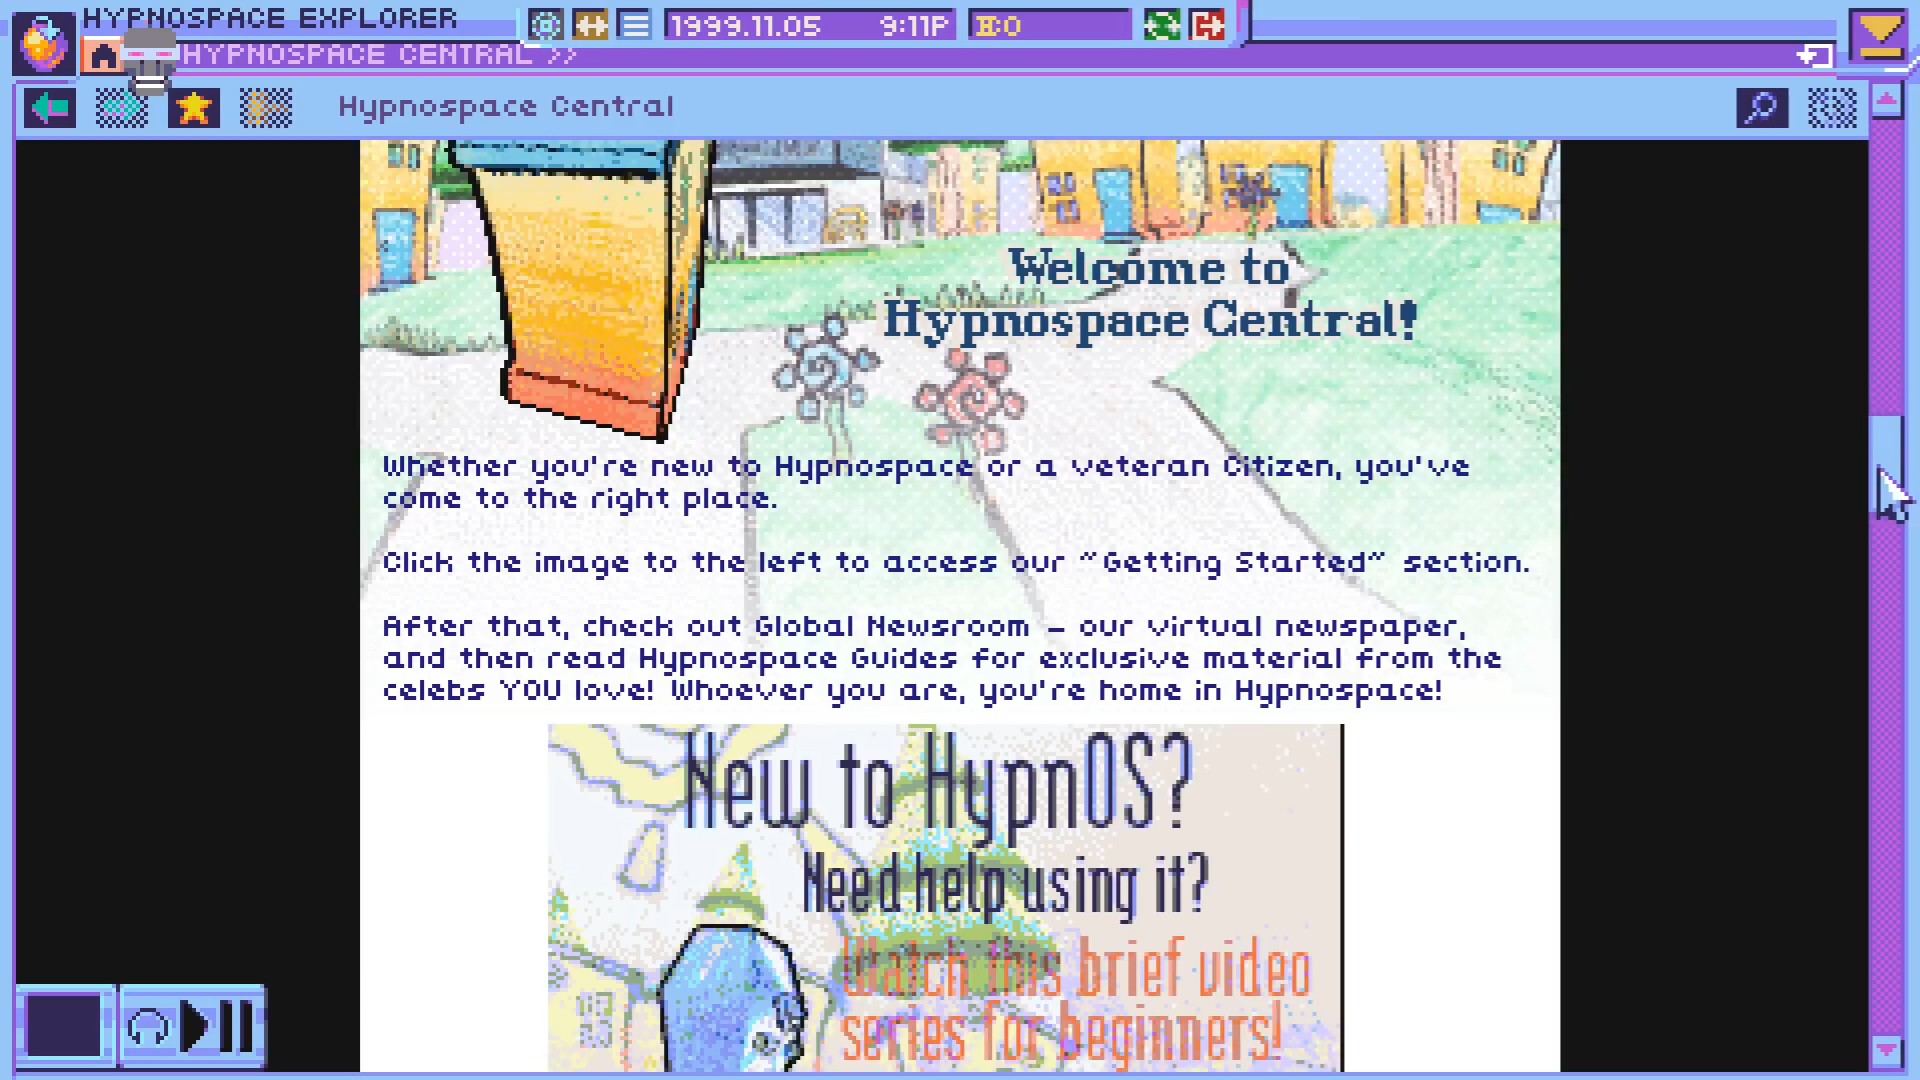 HYPNOSPACE EXPLORER
1999.11.05 9:11P
0
HYPNOSPACE CENTRAL >>
Hypnospace Central
Welcome to
Hypnospace Central!
Whether you're new to Hypnospace or a veteran Citizen, you've
come to the right place.
Click the image to the left to access our "Getting Started" section.
After that, check out Global Newsroom - our virtual newspaper,
and then read Hypnospace Guides for exclusive material from the
celebs YOU love! Whoever you are, you're home in Hypnospace!
New to HypnOS?
Need help using it?
Watch this brief video
series for beginners!